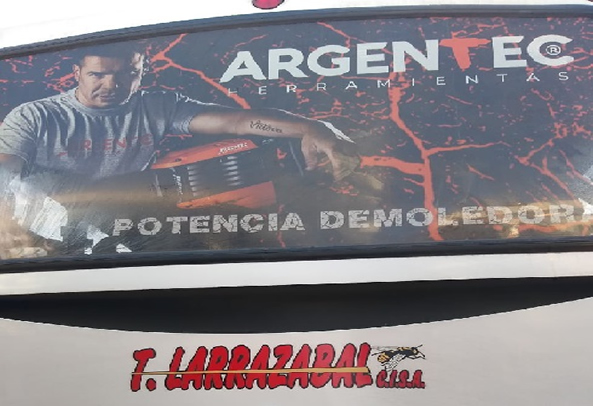 ARGENTEC®
HERRAMIENTAS
POTENCIA DEMOLEDORA
T. LARRAZABAL
C.I.S.A.